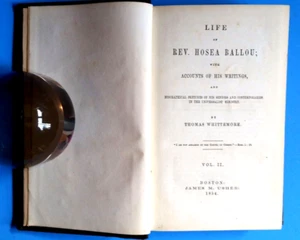 LIFE
OF
REV. HOSEA BALLOU;
WITH
ACCOUNTS OF HIS WRITINGS,
AND
BIOGRAPHICAL SKETCHES OF HIS SENIORS AND CONTEMPORARIES
IN THE UNIVERSALIST MINISTRY.
BY
THOMAS WHITTEMORE.
VOL. II.
BOSTON:
JAMES M. USHER.
1854.